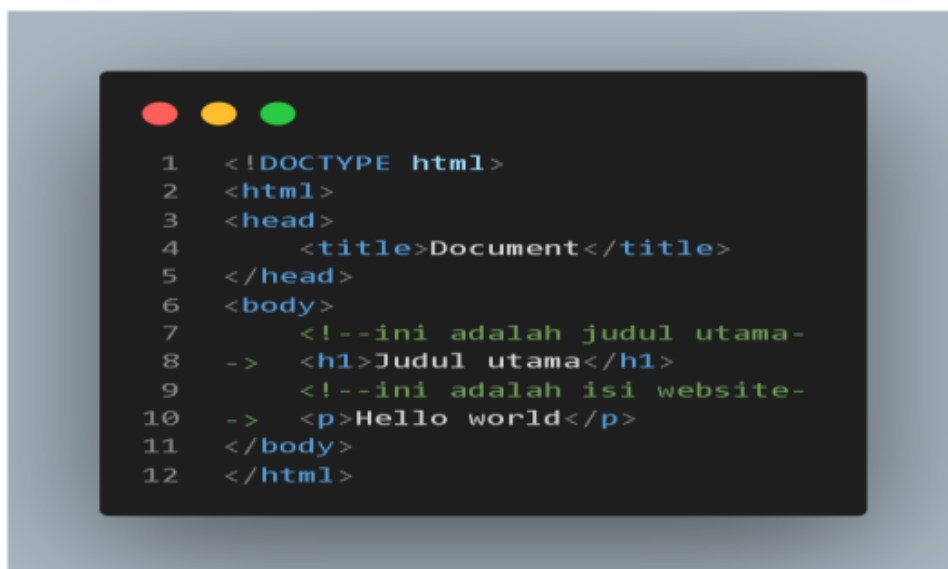 1 <!DOCTYPE html>
2 <html>
3 <head>
4     <title>Document</title>
5 </head>
6 <body>
7     <!--ini adalah judul utama-
8 ->  <h1>Judul utama</h1>
9     <!--ini adalah isi website-
10 ->  <p>Hello world</p>
11 </body>
12 </html>